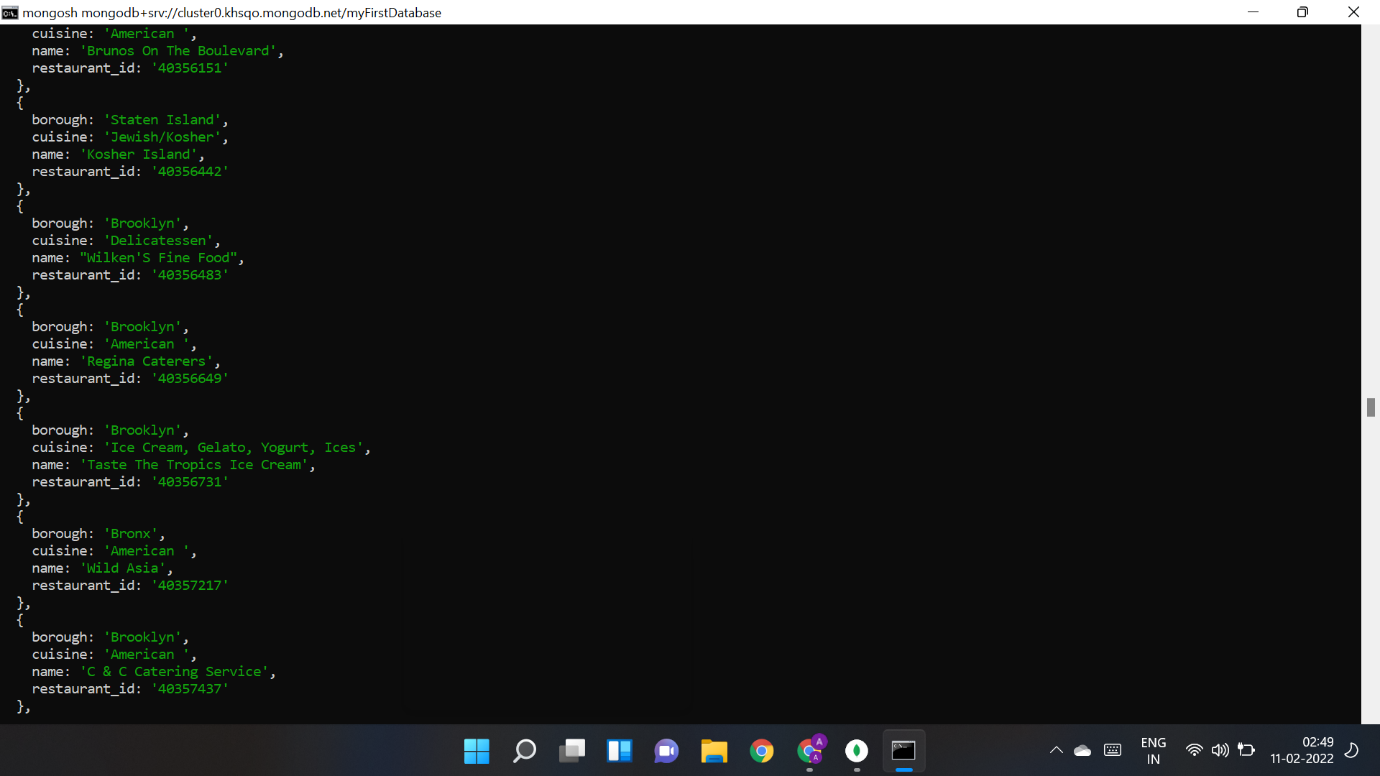 mongosh mongodb+srv://cluster0.khsqo.mongodb.net/myFirstDatabase
cuisine: 'American ',
name: 'Brunos On The Boulevard',
restaurant_id: '40356151'
},
{
borough: 'Staten Island',
cuisine: 'Jewish/Kosher',
name: 'Kosher Island',
restaurant_id: '40356442'
},
{
borough: 'Brooklyn',
cuisine: 'Delicatessen',
name: "Wilken'S Fine Food",
restaurant_id: '40356483'
},
{
borough: 'Brooklyn',
cuisine: 'American ',
name: 'Regina Caterers',
restaurant_id: '40356649'
},
{
borough: 'Brooklyn',
cuisine: 'Ice Cream, Gelato, Yogurt, Ices',
name: 'Taste The Tropics Ice Cream',
restaurant_id: '40356731'
},
{
borough: 'Bronx',
cuisine: 'American ',
name: 'Wild Asia',
restaurant_id: '40357217'
},
{
borough: 'Brooklyn',
cuisine: 'American ',
name: 'C & C Catering Service',
restaurant_id: '40357437'
},
A
A
ENG
IN
02:49
11-02-2022